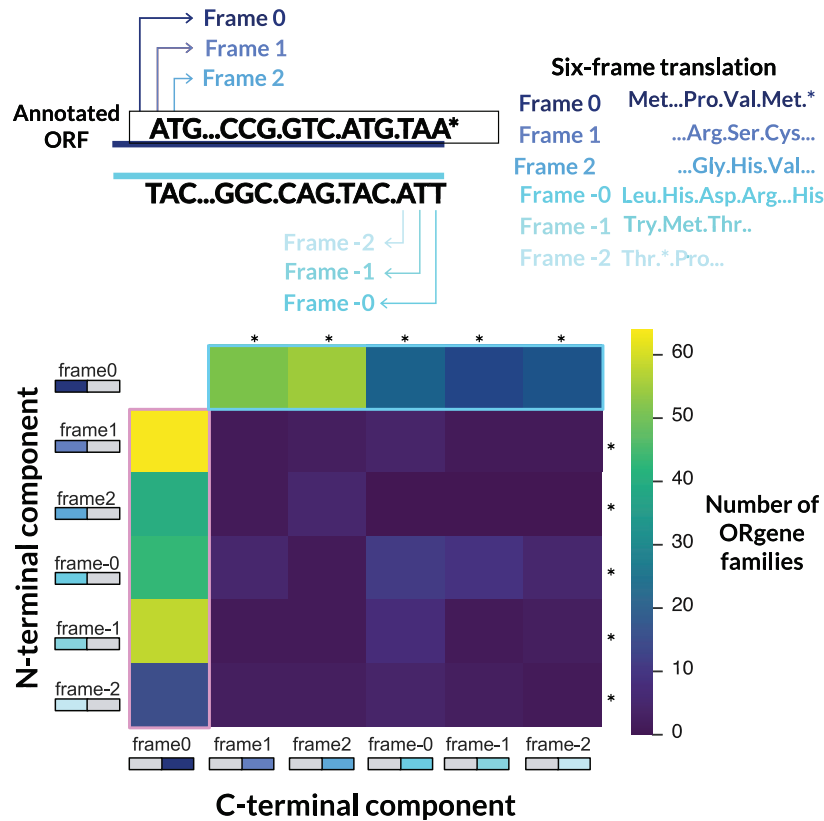 Frame 0
Frame 1
Frame 2
Annotated
ORF
ATG...CCG.GTC.ATG.TAA*
TAC...GGC.CAG.TAC.ATT
Frame -2
Frame -1
Frame -0
Six-frame translation
Frame 0 Met...Pro.Val.Met.*
Frame 1 ...Arg.Ser.Cys...
Frame 2 ...Gly.His.Val...
Frame -0 Leu.His.Asp.Arg...His
Frame -1 Try.Met.Thr..
Frame -2 Thr.*.Pro...
* * * * *
N-terminal component
frame0
frame1 *
frame2 *
frame-0 *
frame-1 *
frame-2 *
frame0 frame1 frame2 frame-0 frame-1 frame-2
C-terminal component
60
50
40
30
20
10
0
Number of
ORgene
families